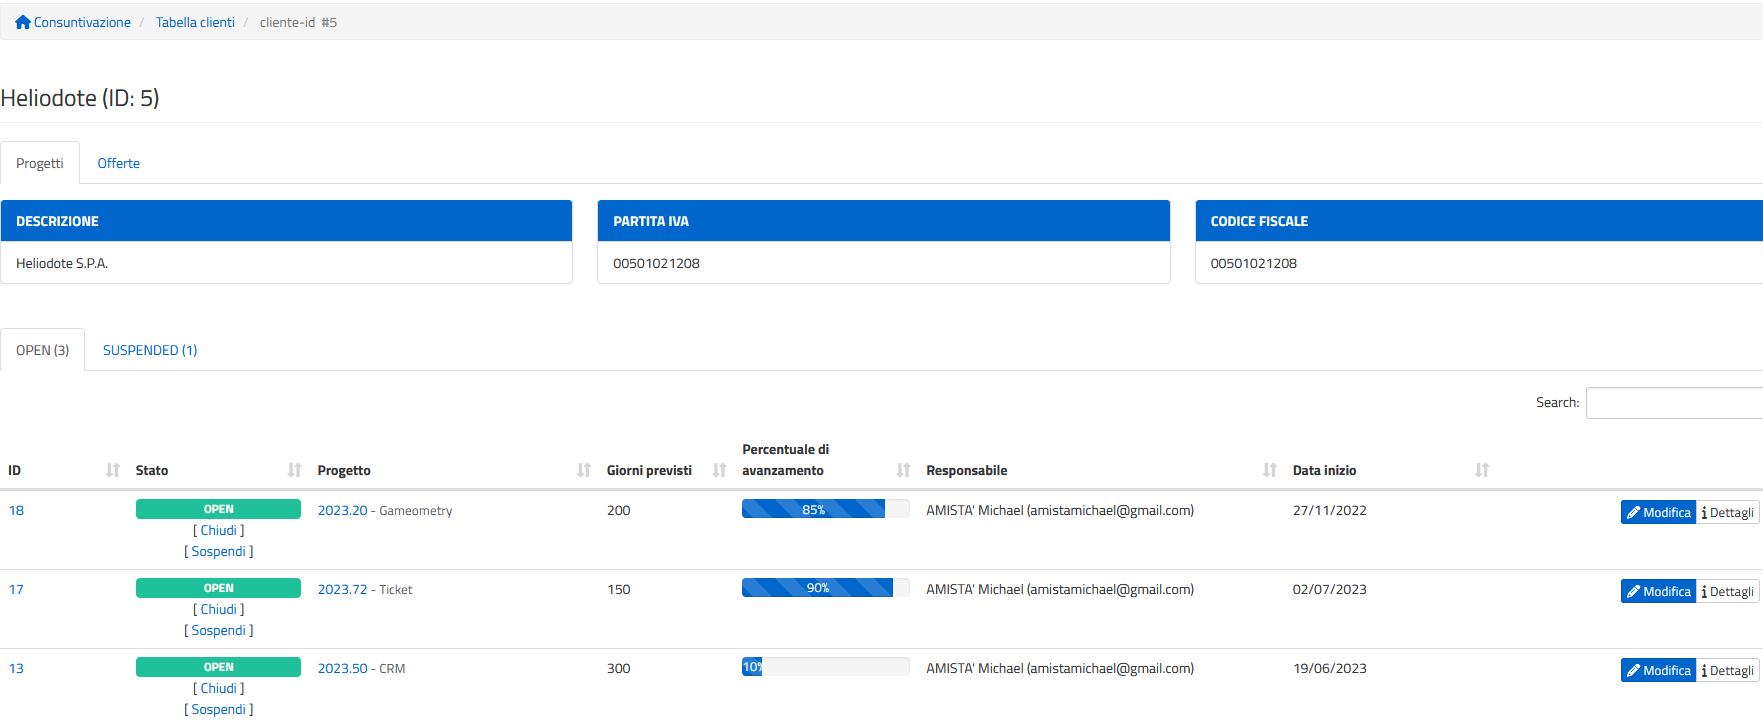 Consuntivazione / Tabella clienti / cliente-id #5
Heliodote (ID: 5)
Progetti Offerte
DESCRIZIONE PARTITA IVA CODICE FISCALE
Heliodote S.P.A. 00501021208 00501021208
OPEN (3) SUSPENDED (1)
Search:
Percentuale di
ID Stato Progetto Giorni previsti avanzamento Responsabile Data inizio
18 OPEN 2023.20 - Gameometry 200 85% AMISTA' Michael (amistamichael@gmail.com) 27/11/2022 Modifica Dettagli
[ Chiudi ]
[ Sospendi ]
17 OPEN 2023.72 - Ticket 150 90% AMISTA' Michael (amistamichael@gmail.com) 02/07/2023 Modifica Dettagli
[ Chiudi ]
[ Sospendi ]
13 OPEN 2023.50 - CRM 300 10% AMISTA' Michael (amistamichael@gmail.com) 19/06/2023 Modifica Dettagli
[ Chiudi ]
[ Sospendi ]